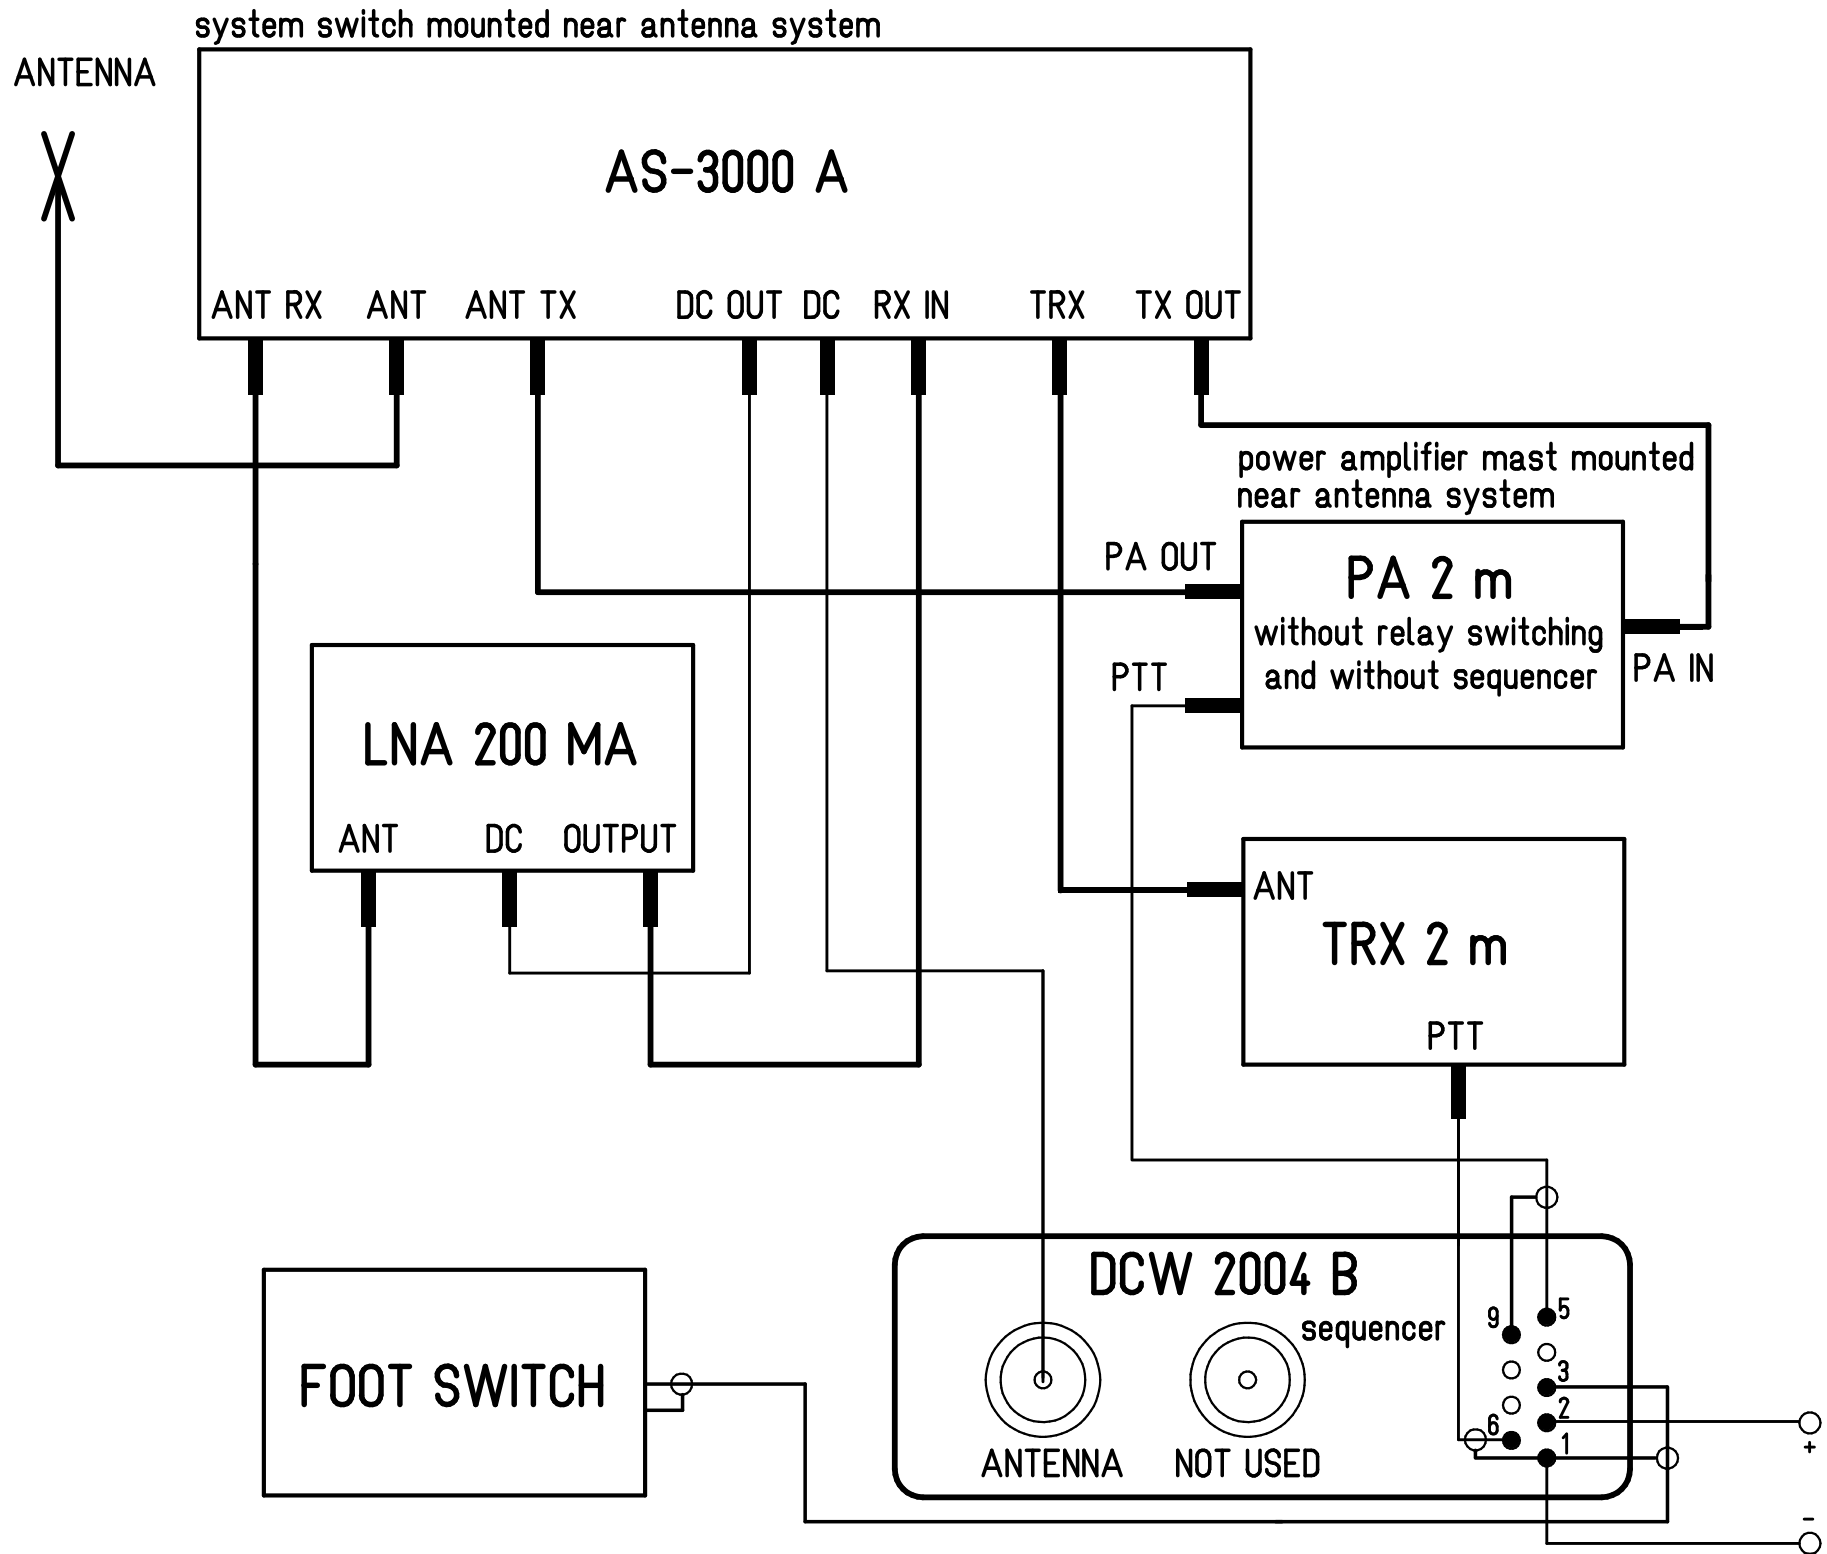 system switch mounted near antenna system
ANTENNA
AS-3000 A
ANT RX ANT ANT TX DC OUT DC RX IN TRX TX OUT
power amplifier mast mounted
near antenna system
PA OUT
PA 2 m
without relay switching
and without sequencer
PA IN
PTT
LNA 200 MA
ANT DC OUTPUT
ANT
TRX 2 m
PTT
DCW 2004 B
sequencer
9 5
3
6 2
1
ANTENNA NOT USED
FOOT SWITCH
+
-